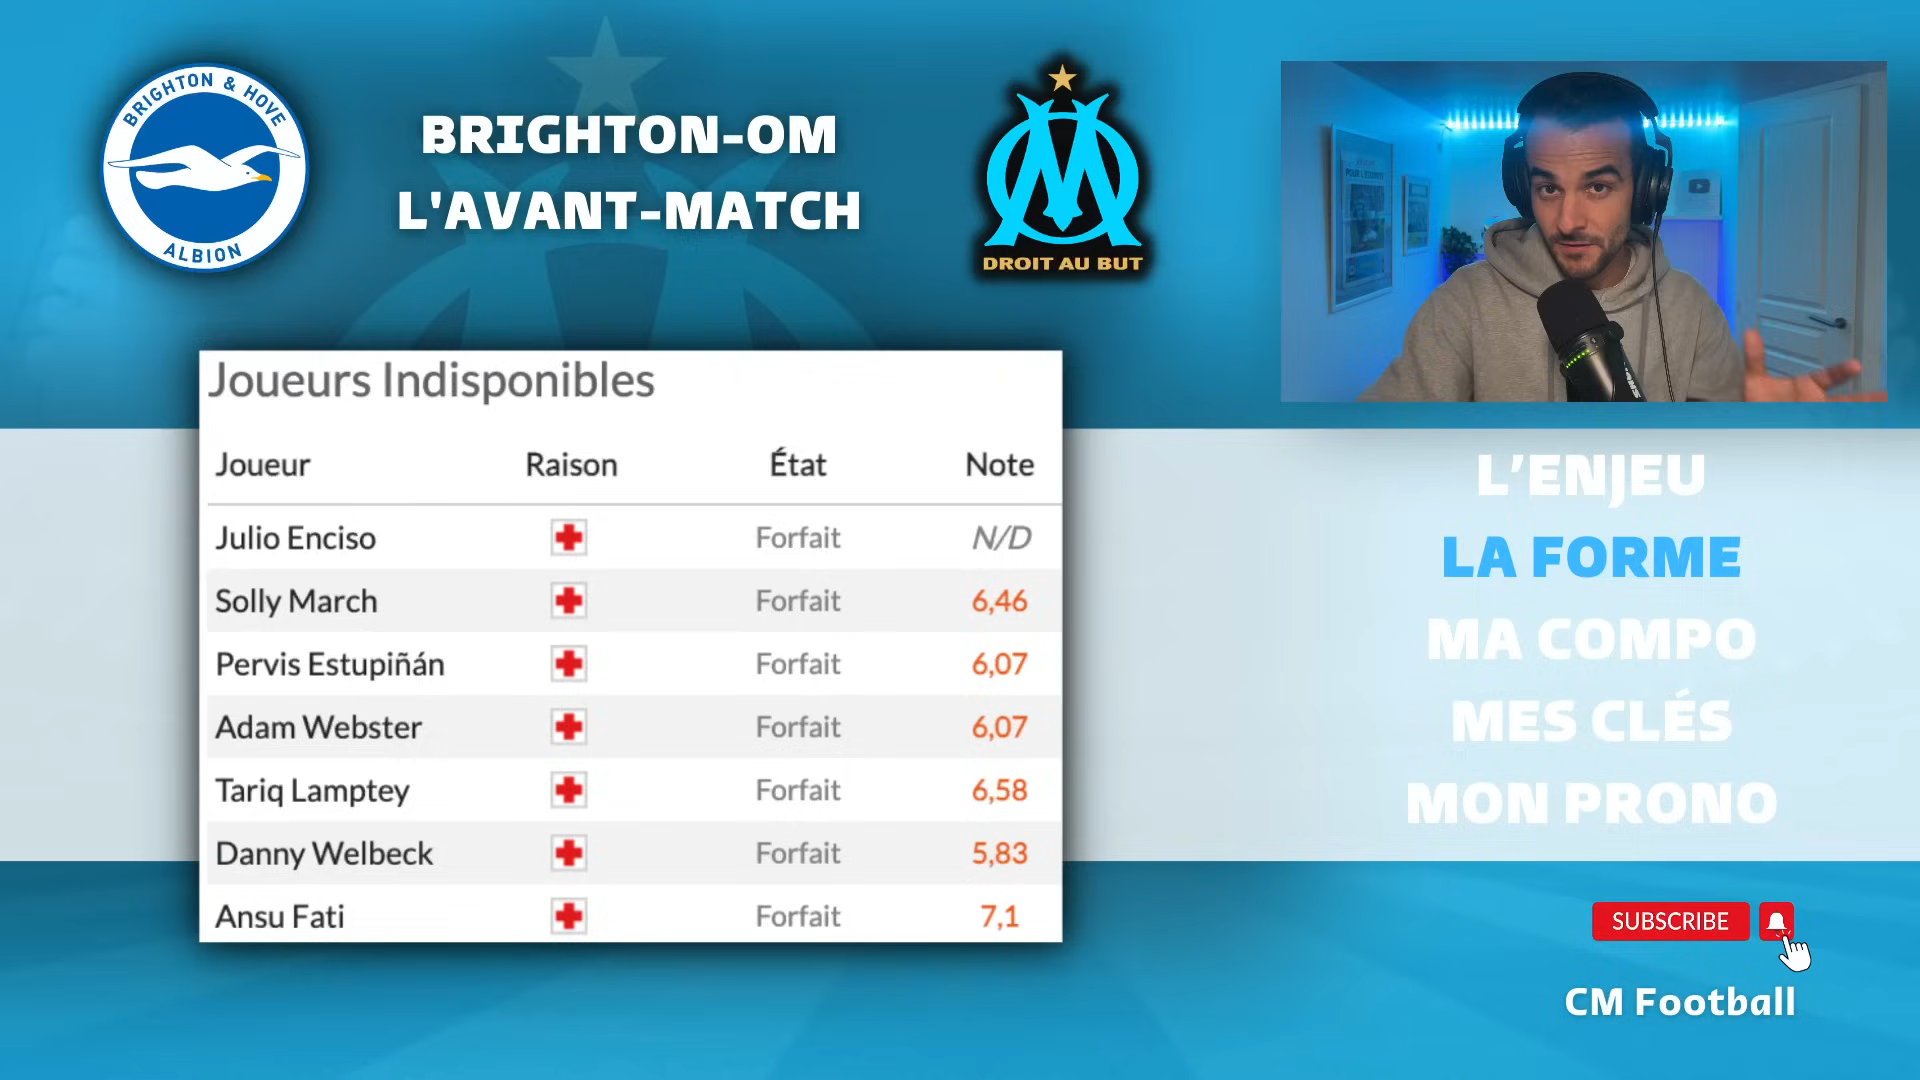 BRIGHTON & HOVE
ALBION
BRIGHTON-OM
L'AVANT-MATCH
DROIT AU BUT
Joueurs Indisponibles
Joueur Raison État Note
Julio Enciso Forfait N/D
Solly March Forfait 6,46
Pervis Estupiñán Forfait 6,07
Adam Webster Forfait 6,07
Tariq Lamptey Forfait 6,58
Danny Welbeck Forfait 5,83
Ansu Fati Forfait 7,1
L’ENJEU
LA FORME
MA COMPO
MES CLÉS
MON PRONO
SUBSCRIBE
CM Football